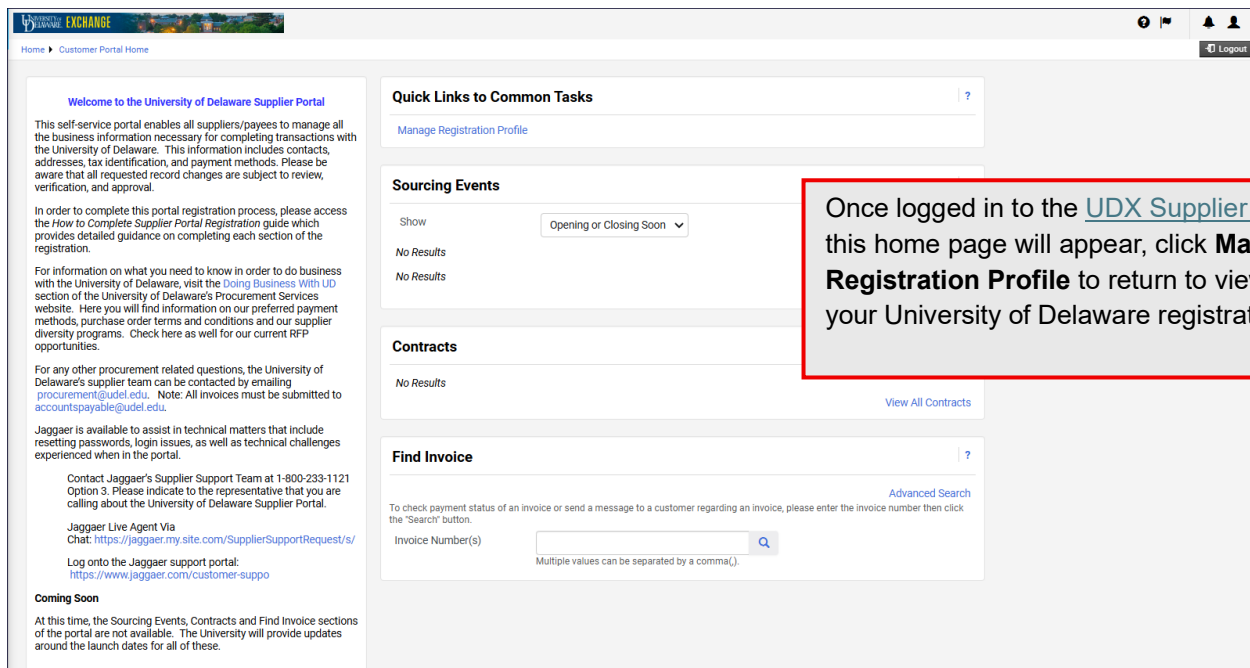 UNIVERSITY OF DELAWARE EXCHANGE
Home Customer Portal Home
Logout
Welcome to the University of Delaware Supplier Portal
This self-service portal enables all suppliers/payees to manage all
the business information necessary for completing transactions with
the University of Delaware. This information includes contacts,
addresses, tax identification, and payment methods. Please be
aware that all requested record changes are subject to review,
verification, and approval.
In order to complete this portal registration process, please access
the How to Complete Supplier Portal Registration guide which
provides detailed guidance on completing each section of the
registration.
For information on what you need to know in order to do business
with the University of Delaware, visit the Doing Business With UD
section of the University of Delaware's Procurement Services
website. Here you will find information on our preferred payment
methods, purchase order terms and conditions and our supplier
diversity programs. Check here as well for our current RFP
opportunities.
For any other procurement related questions, the University of
Delaware's supplier team can be contacted by emailing
procurement@udel.edu. Note: All invoices must be submitted to
accountspayable@udel.edu.
Jaggaer is available to assist in technical matters that include
resetting passwords, login issues, as well as technical challenges
experienced when in the portal.
Contact Jaggaer's Supplier Support Team at 1-800-233-1121
Option 3. Please indicate to the representative that you are
calling about the University of Delaware Supplier Portal.
Jaggaer Live Agent Via
Chat: https://jaggaer.my.site.com/SupplierSupportRequest/s/
Log onto the Jaggaer support portal:
https://www.jaggaer.com/customer-suppo
Coming Soon
At this time, the Sourcing Events, Contracts and Find Invoice sections
of the portal are not available. The University will provide updates
around the launch dates for all of these.
Quick Links to Common Tasks ?
Manage Registration Profile
Sourcing Events
Show Opening or Closing Soon
No Results
No Results
Contracts
No Results
View All Contracts
Find Invoice ?
Advanced Search
To check payment status of an invoice or send a message to a customer regarding an invoice, please enter the invoice number then click
the "Search" button.
Invoice Number(s)
Multiple values can be separated by a comma(,).
Once logged in to the UDX Supplier
this home page will appear, click Ma
Registration Profile to return to vie
your University of Delaware registrat